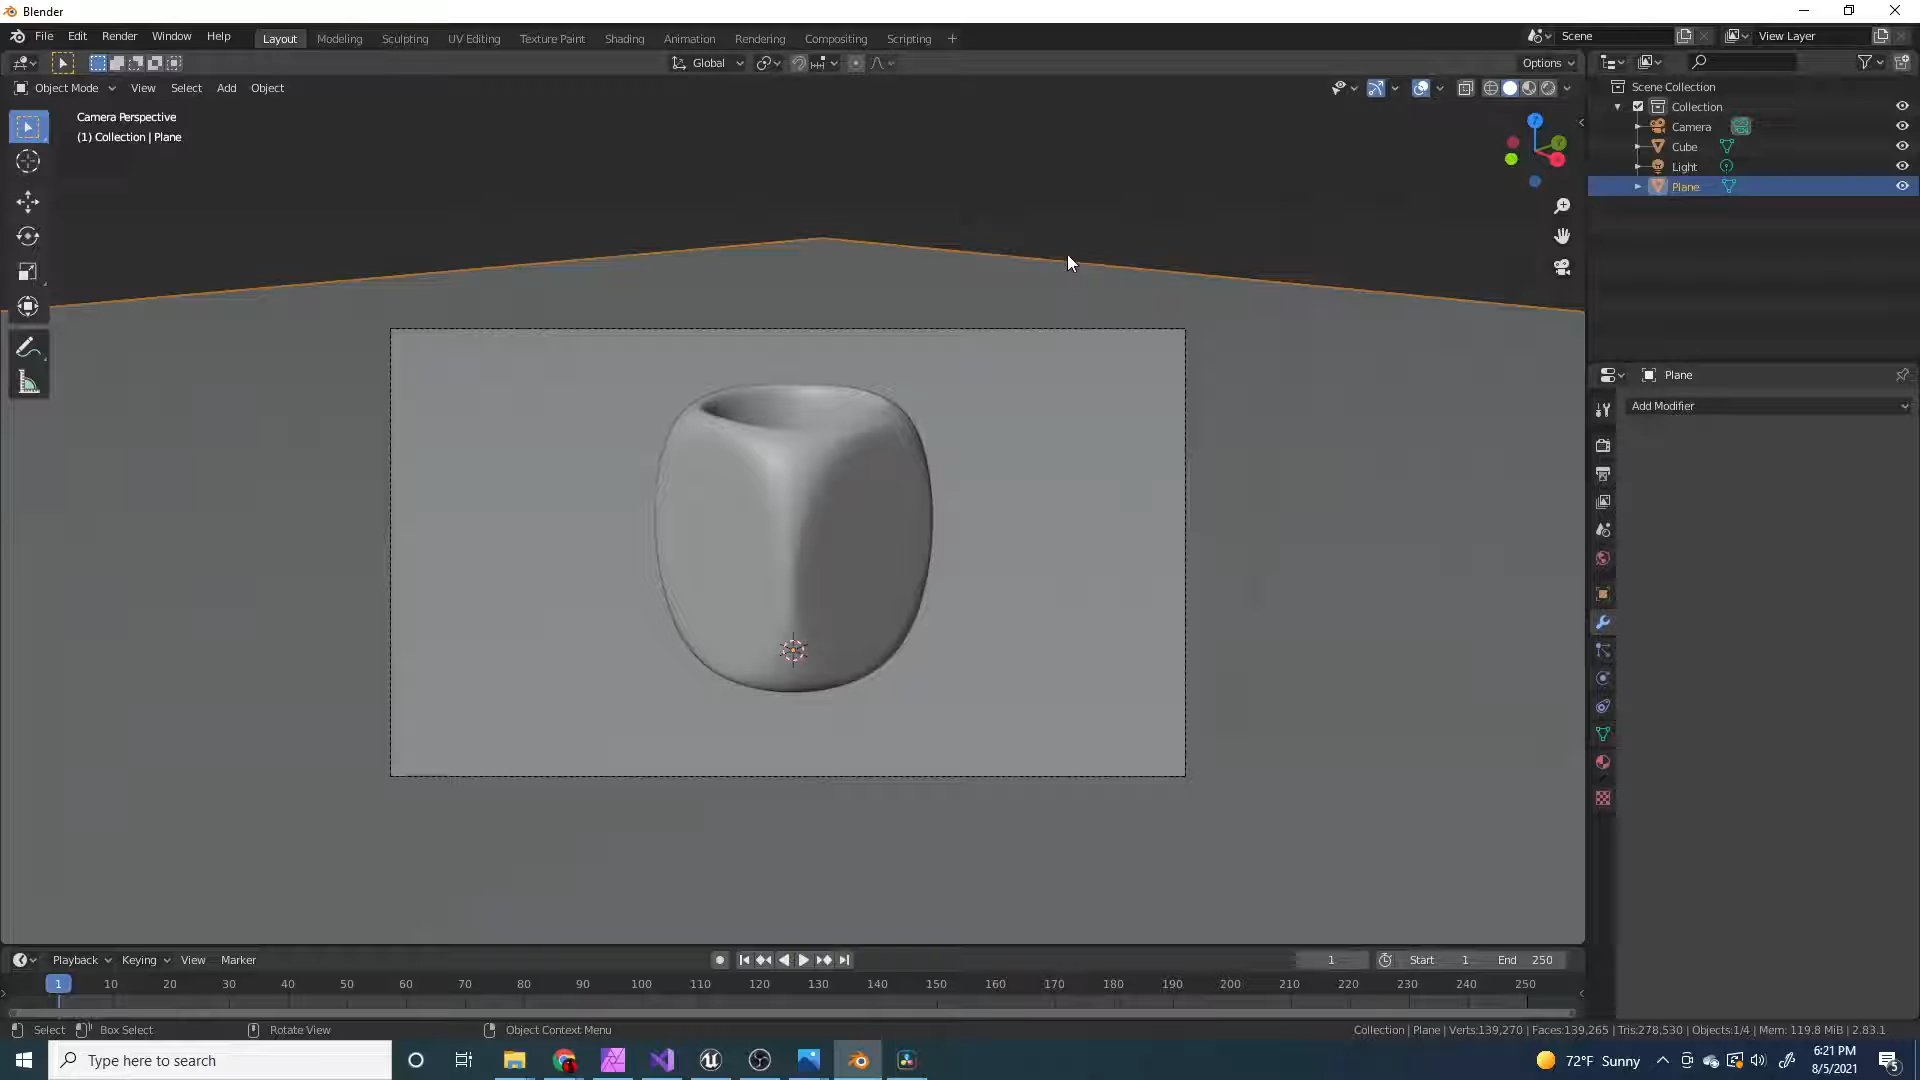 Blender
File Edit Render Window Help Layout Modeling Sculpting UV Editing Texture Paint Shading Animation Rendering Compositing Scripting + Scene View Layer
Global Options
Object Mode View Select Add Object
Camera Perspective
(1) Collection | Plane
Z
Scene Collection
Collection
Camera
Cube
Light
Plane
Plane
Add Modifier
Playback Keying View Marker 1 Start 1 End 250
1 10 20 30 40 50 60 70 80 90 100 110 120 130 140 150 160 170 180 190 200 210 220 230 240 250
Select Box Select Rotate View Object Context Menu Collection | Plane | Verts:139,270 | Faces:139,265 | Tris:278,530 | Objects:1/4 | Mem: 119.8 MiB | 2.83.1
Type here to search 72°F Sunny 6:21 PM
8/5/2021
5